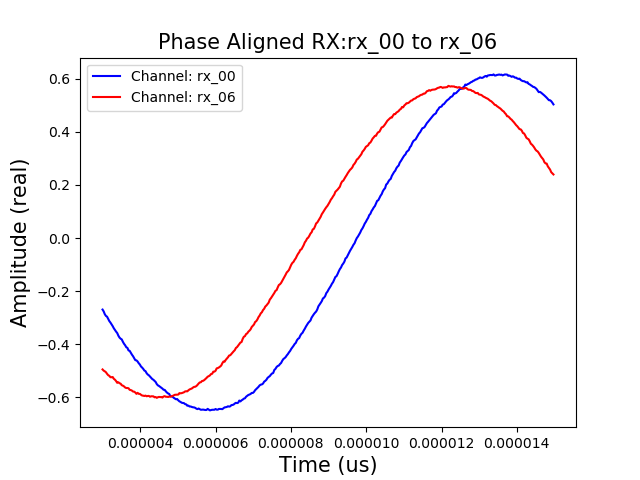 Phase Aligned RX:rx_00 to rx_06
Channel: rx_00
Channel: rx_06
Amplitude (real)
0.6
0.4
0.2
0.0
−0.2
−0.4
−0.6
0.000004 0.000006 0.000008 0.000010 0.000012 0.000014
Time (us)